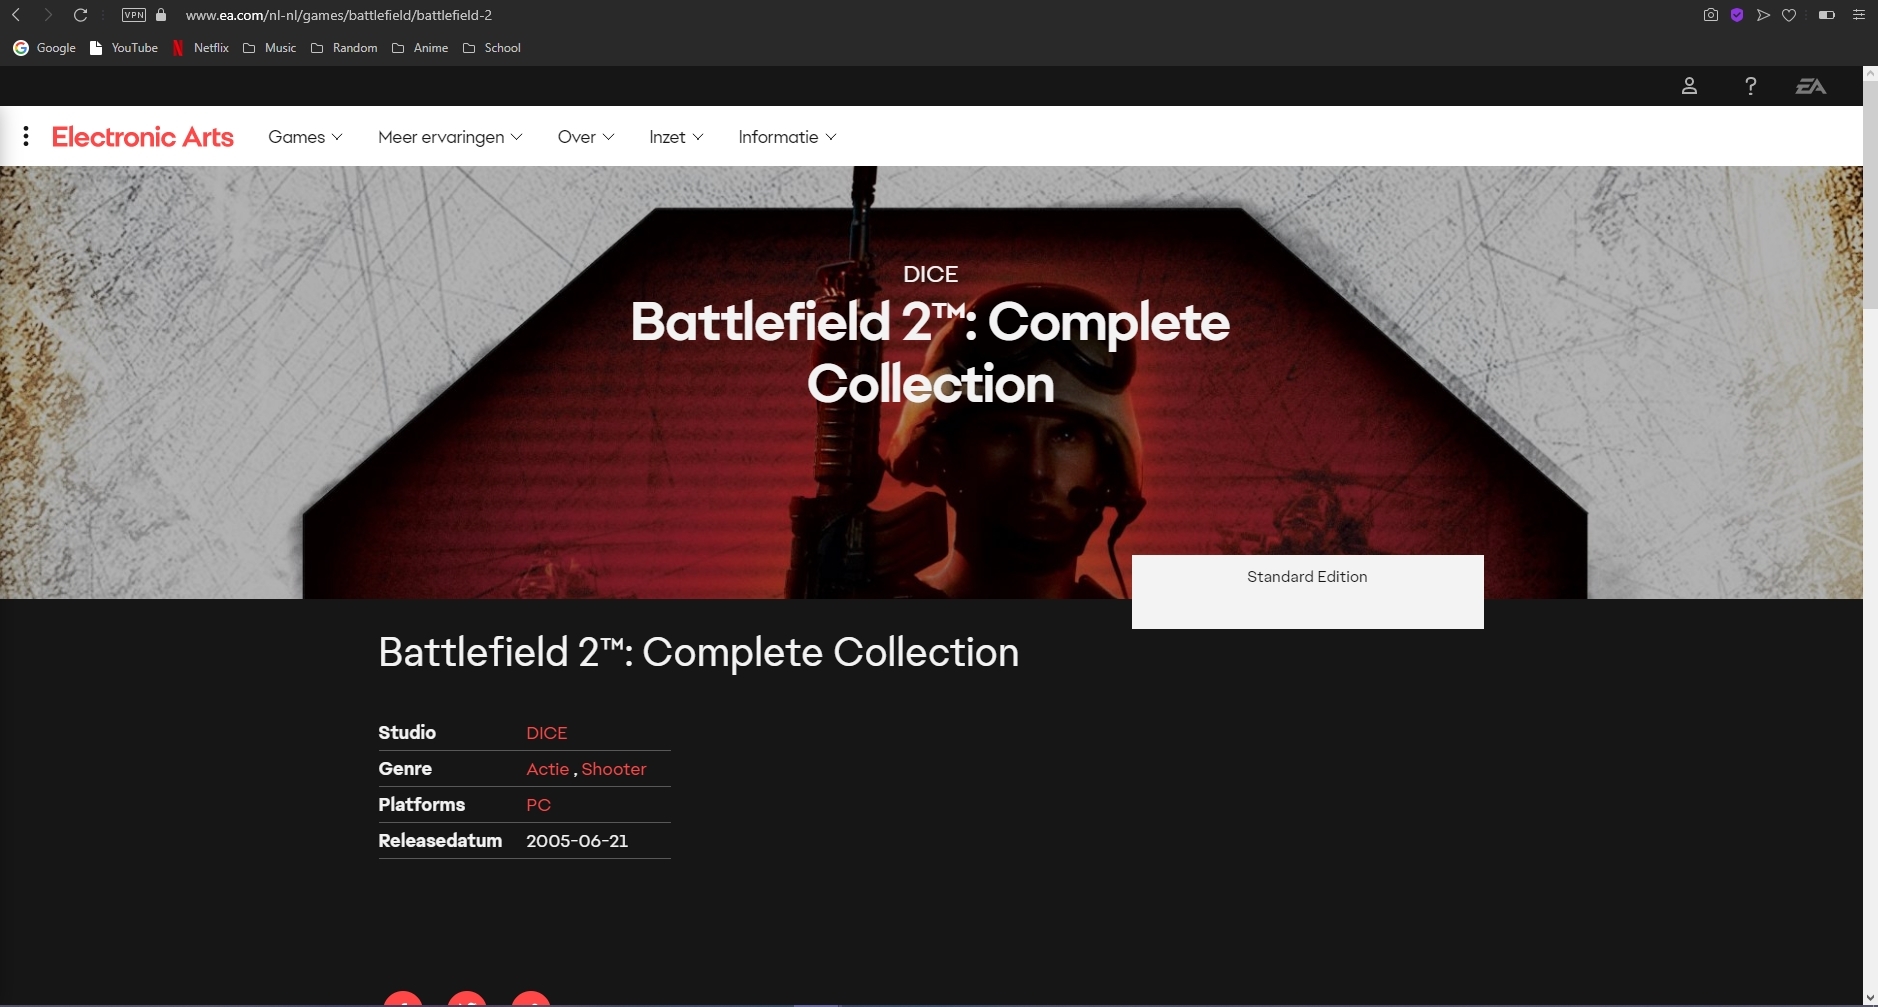 VPN www.ea.com/nl-nl/games/battlefield/battlefield-2
Google YouTube Netflix Music Random Anime School
? EA
Electronic Arts Games Meer ervaringen Over Inzet Informatie
DICE
Battlefield 2™: Complete
Collection
Standard Edition
Battlefield 2™: Complete Collection
Studio DICE
Genre Actie , Shooter
Platforms PC
Releasedatum 2005-06-21